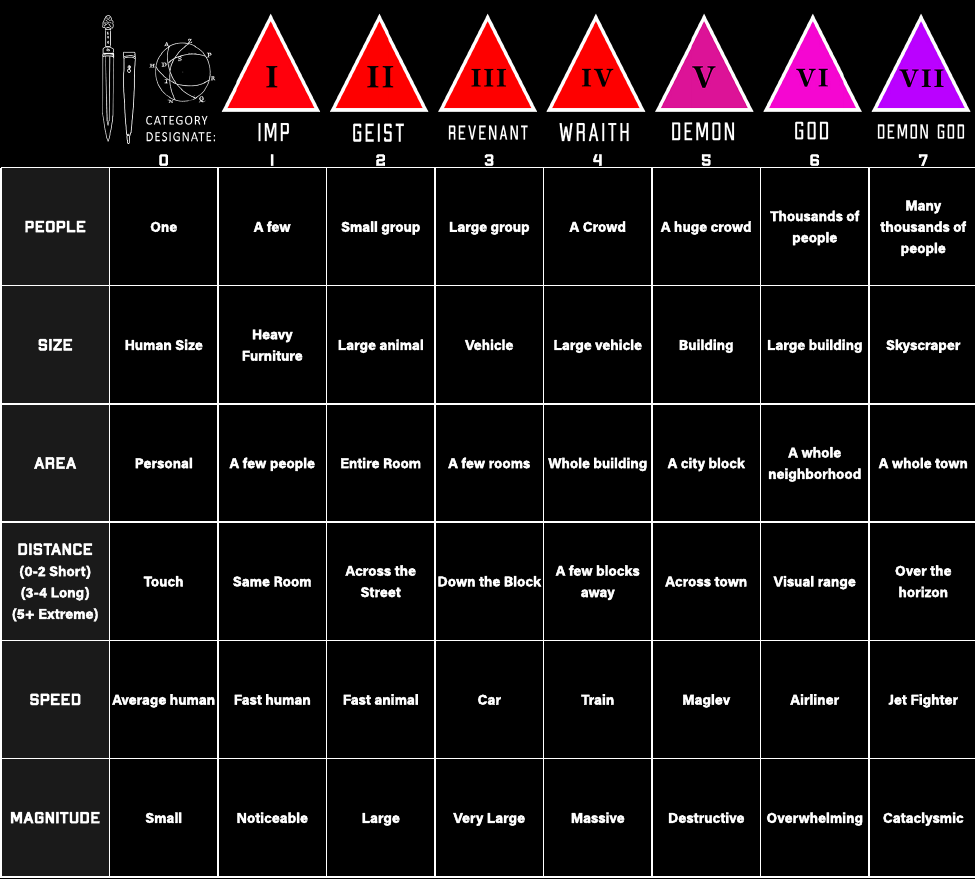 I II III IV V VI VII
CATEGORY
DESIGNATE:
IMP GEIST REVENANT WRAITH DEMON GOD DEMON GOD
0 1 2 3 4 5 6 7
PEOPLE
One
A few
Small group
Large group
A Crowd
A huge crowd
Thousands of
people
Many
thousands of
people
SIZE
Human Size
Heavy
Furniture
Large animal
Vehicle
Large vehicle
Building
Large building
Skyscraper
AREA
Personal
A few people
Entire Room
A few rooms
Whole building
A city block
A whole
neighborhood
A whole town
DISTANCE
(0-2 Short)
(3-4 Long)
(5+ Extreme)
Touch
Same Room
Across the
Street
Down the Block
A few blocks
away
Across town
Visual range
Over the
horizon
SPEED
Average human
Fast human
Fast animal
Car
Train
Maglev
Airliner
Jet Fighter
MAGNITUDE
Small
Noticeable
Large
Very Large
Massive
Destructive
Overwhelming
Cataclysmic